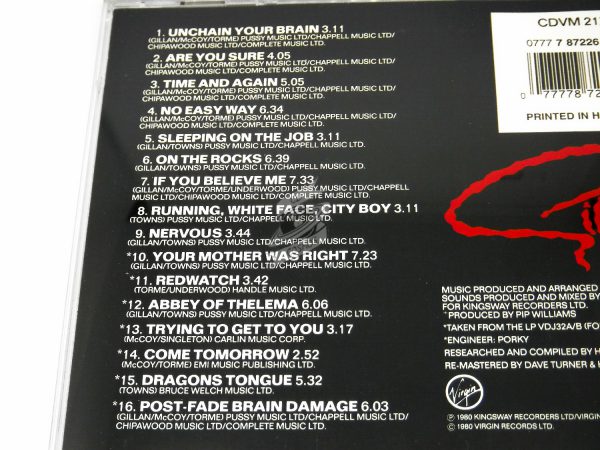 1. UNCHAIN YOUR BRAIN 3.11
(GILLAN/McCOY/TORME) PUSSY MUSIC LTD/CHAPPELL MUSIC LTD/
CHIPAWOOD MUSIC LTD/COMPLETE MUSIC LTD.
2. ARE YOU SURE 4.05
(GILLAN/McCOY/TORME) PUSSY MUSIC LTD/CHAPPELL MUSIC LTD/
CHIPAWOOD MUSIC LTD/COMPLETE MUSIC LTD.
3. TIME AND AGAIN 5.05
(GILLAN/McCOY/TORME) PUSSY MUSIC LTD/CHAPPELL MUSIC LTD/
CHIPAWOOD MUSIC LTD/COMPLETE MUSIC LTD.
4. NO EASY WAY 6.34
(GILLAN/McCOY/TORME) PUSSY MUSIC LTD/CHAPPELL MUSIC LTD/
CHIPAWOOD MUSIC LTD/COMPLETE MUSIC LTD.
5. SLEEPING ON THE JOB 3.11
(GILLAN/TOWNS) PUSSY MUSIC LTD/CHAPPELL MUSIC LTD.
6. ON THE ROCKS 6.39
(GILLAN/TOWNS) PUSSY MUSIC LTD/CHAPPELL MUSIC LTD.
7. IF YOU BELIEVE ME 7.33
(GILLAN/McCOY/TORME/UNDERWOOD) PUSSY MUSIC LTD/CHAPPELL
MUSIC LTD/CHIPAWOOD MUSIC LTD/COMPLETE MUSIC LTD.
8. RUNNING, WHITE FACE, CITY BOY 3.11
(TOWNS) PUSSY MUSIC LTD/CHAPPELL MUSIC LTD.
9. NERVOUS 3.44
(GILLAN/TOWNS) PUSSY MUSIC LTD/CHAPPELL MUSIC LTD.
*10. YOUR MOTHER WAS RIGHT 7.23
(GILLAN/TOWNS) PUSSY MUSIC LTD/CHAPPELL MUSIC LTD.
*11. REDWATCH 3.42
(TORME/UNDERWOOD) HANDLE MUSIC LTD.
*12. ABBEY OF THELEMA 6.06
(GILLAN/TOWNS) PUSSY MUSIC LTD/CHAPPELL MUSIC LTD.
*13. TRYING TO GET TO YOU 3.17
(McCOY/SINGLETON) CARLIN MUSIC CORP.
*14. COME TOMORROW 2.52
(McCOY/TORME) EMI MUSIC PUBLISHING LTD.
*15. DRAGONS TONGUE 5.32
(TOWNS) BRUCE WELCH MUSIC LTD.
*16. POST-FADE BRAIN DAMAGE 6.03
(GILLAN/McCOY/TORME) PUSSY MUSIC LTD/CHAPPELL MUSIC LTD/
CHIPAWOOD MUSIC LTD/COMPLETE MUSIC LTD.
CDVM 21
0777 7 87226
0 77778 72
PRINTED IN H
MUSIC PRODUCED AND ARRANGED
SOUNDS PRODUCED AND MIXED BY
FOR KINGSWAY RECORDERS LTD.
PRODUCED BY PIP WILLIAMS
*TAKEN FROM THE LP VDJ32A/B (FO
*ENGINEER: PORKY
RESEARCHED AND COMPILED BY H
RE-MASTERED BY DAVE TURNER &
Virgin
℗ 1980 KINGSWAY RECORDERS LTD/VIRGIN
© 1980 VIRGIN RECORDS LTD.